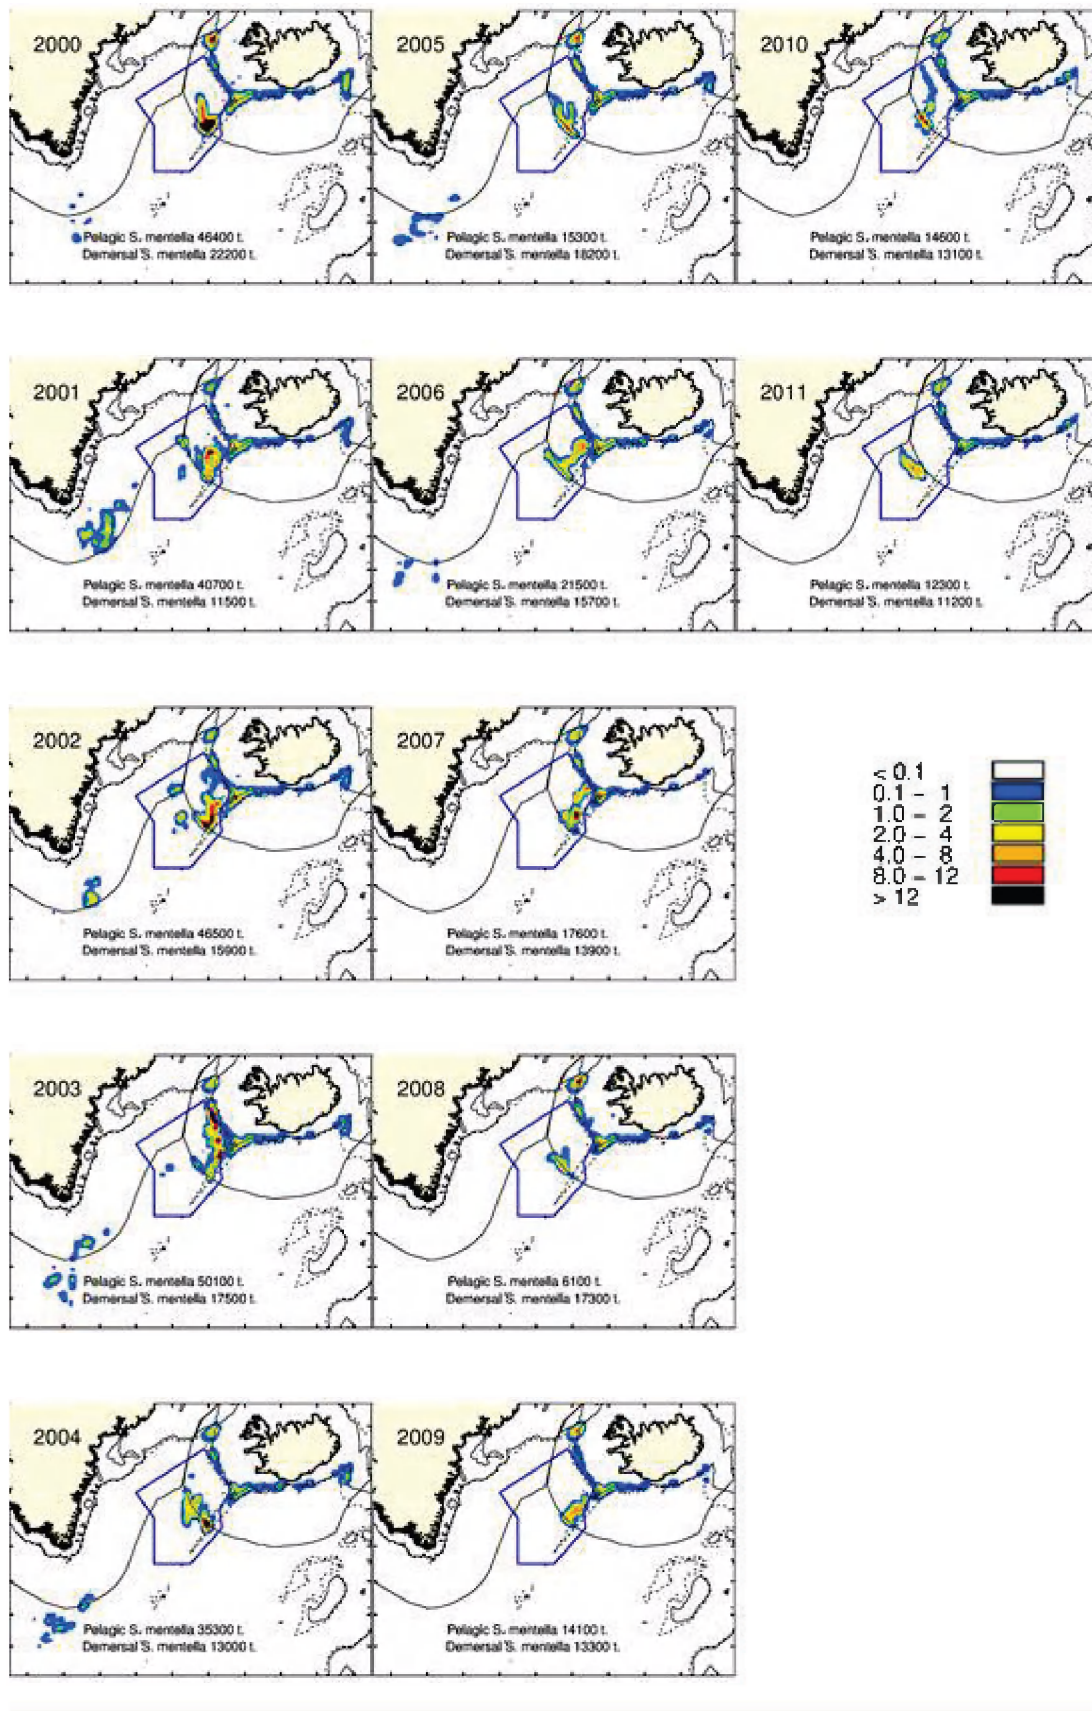 2000
Pelagic S. mentella 46400 t.
Demersal S. mentella 22200 t.
2005
Pelagic S. mentella 15300 t.
Demersal S. mentella 18200 t.
2010
Pelagic S. mentella 14600 t.
Demersal S. mentella 13100 t.
2001
Pelagic S. mentella 40700 t.
Demersal S. mentella 11500 t.
2006
Pelagic S. mentella 21500 t.
Demersal S. mentella 15700 t.
2011
Pelagic S. mentella 12300 t.
Demersal S. mentella 11200 t.
2002
Pelagic S. mentella 46500 t.
Demersal S. mentella 15900 t.
2007
Pelagic S. mentella 17600 t.
Demersal S. mentella 13900 t.
< 0.1
0.1 – 1
1.0 – 2
2.0 – 4
4.0 – 8
8.0 – 12
> 12
2003
Pelagic S. mentella 50100 t.
Demersal S. mentella 17500 t.
2008
Pelagic S. mentella 6100 t.
Demersal S. mentella 17300 t.
2004
Pelagic S. mentella 35300 t.
Demersal S. mentella 13000 t.
2009
Pelagic S. mentella 14100 t.
Demersal S. mentella 13300 t.